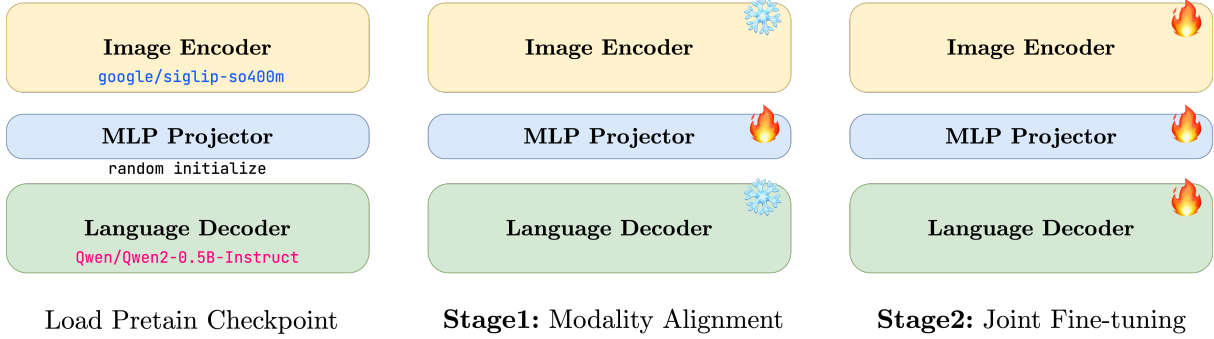 Image Encoder
google/siglip-so400m
MLP Projector
random initialize
Language Decoder
Qwen/Qwen2-0.5B-Instruct
Load Pretain Checkpoint
Image Encoder
MLP Projector
Language Decoder
Stage1: Modality Alignment
Image Encoder
MLP Projector
Language Decoder
Stage2: Joint Fine-tuning